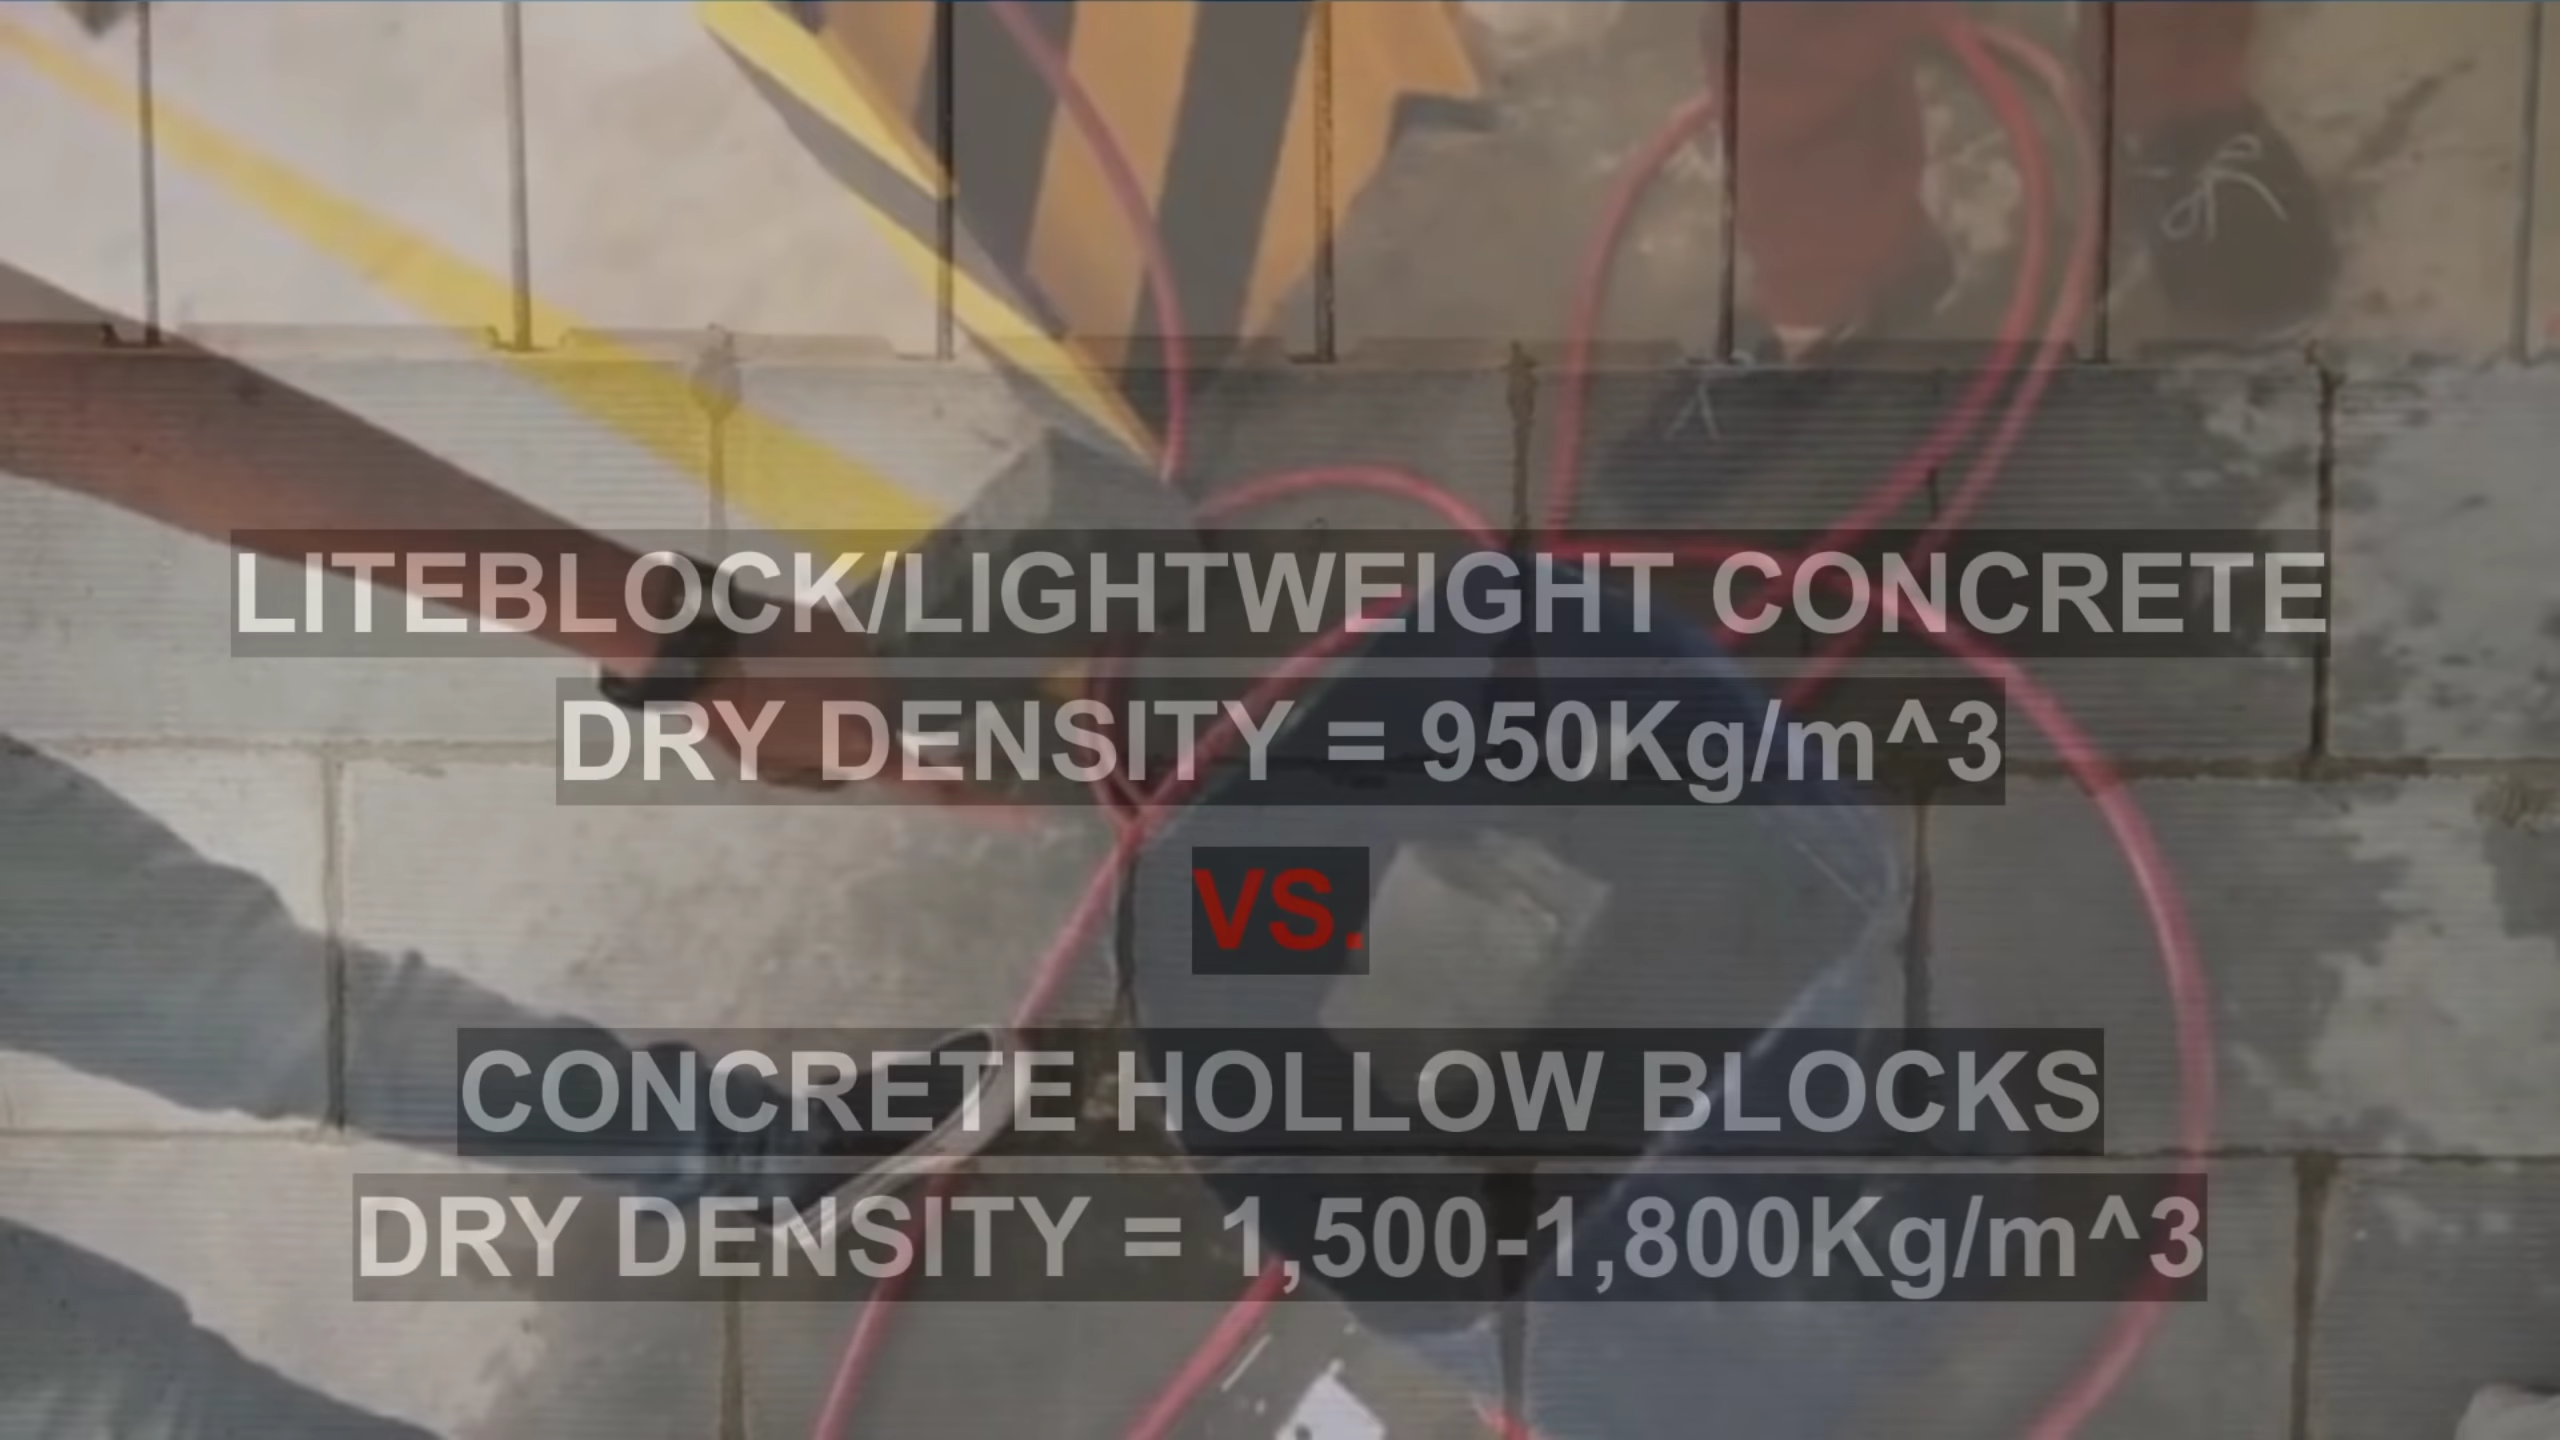 LITEBLOCK/LIGHTWEIGHT CONCRETE
DRY DENSITY = 950Kg/m^3
VS.
CONCRETE HOLLOW BLOCKS
DRY DENSITY = 1,500-1,800Kg/m^3